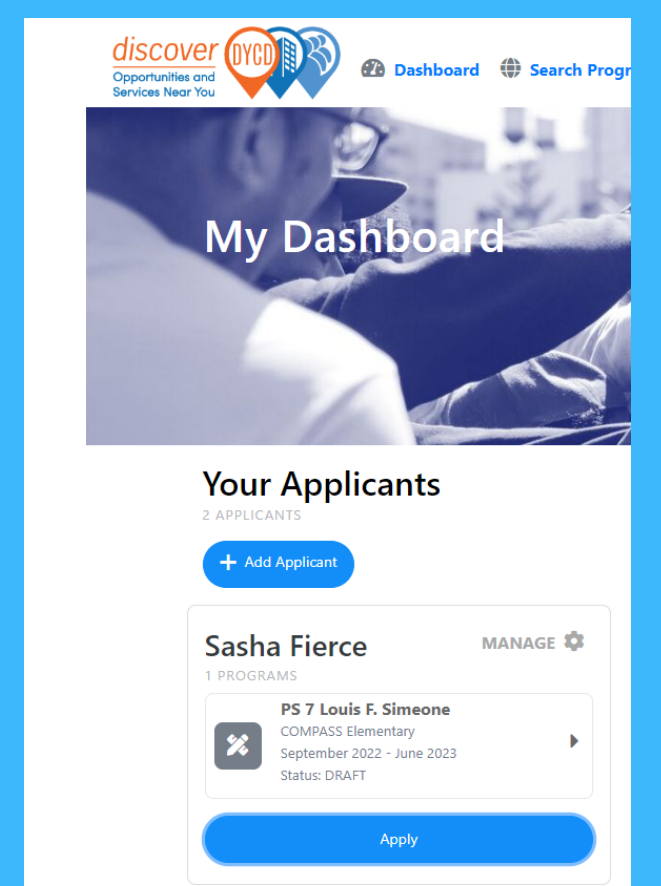 discover
DYCD
Opportunities and
Services Near You
Dashboard
Search Progr
My Dashboard
Your Applicants
2 APPLICANTS
+ Add Applicant
Sasha Fierce
MANAGE
1 PROGRAMS
PS 7 Louis F. Simeone
COMPASS Elementary
September 2022 - June 2023
Status: DRAFT
Apply